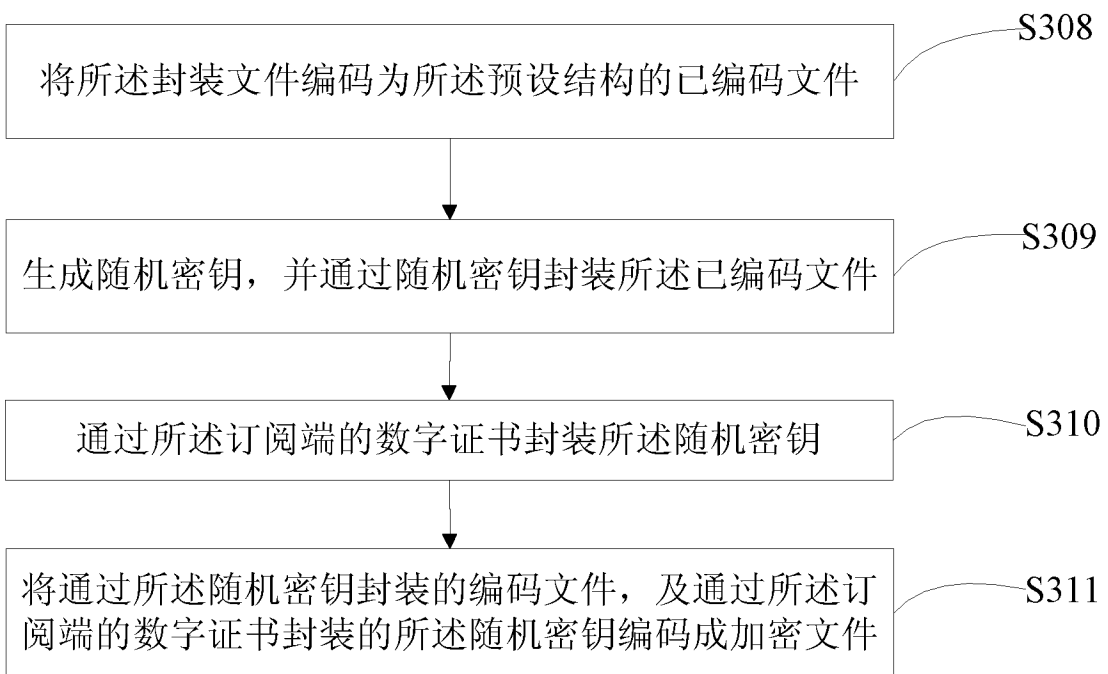 S308
将所述封装文件编码为所述预设结构的已编码文件
S309
生成随机密钥，并通过随机密钥封装所述已编码文件
S310
通过所述订阅端的数字证书封装所述随机密钥
S311
将通过所述随机密钥封装的编码文件，及通过所述订
阅端的数字证书封装的所述随机密钥编码成加密文件